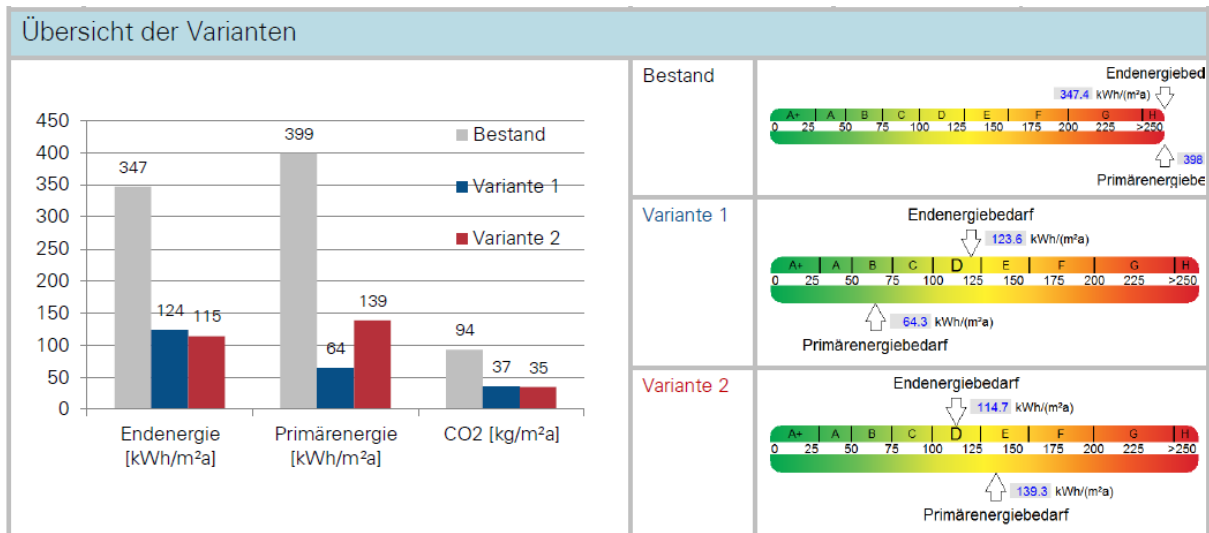 Übersicht der Varianten
450
400
350
300
250
200
150
100
50
0
347
124
115
399
64
139
94
37
35
Bestand
Variante 1
Variante 2
Endenergie
[kWh/m²a]
Primärenergie
[kWh/m²a]
CO2 [kg/m²a]
Bestand
Endenergiebed
347.4 kWh/(m²a)
A+ A B C D E F G H
0 25 50 75 100 125 150 175 200 225 >250
398
Primärenergiebe
Variante 1
Endenergiebedarf
123.6 kWh/(m²a)
A+ A B C D E F G H
0 25 50 75 100 125 150 175 200 225 >250
64.3 kWh/(m²a)
Primärenergiebedarf
Variante 2
Endenergiebedarf
114.7 kWh/(m²a)
A+ A B C D E F G H
0 25 50 75 100 125 150 175 200 225 >250
139.3 kWh/(m²a)
Primärenergiebedarf